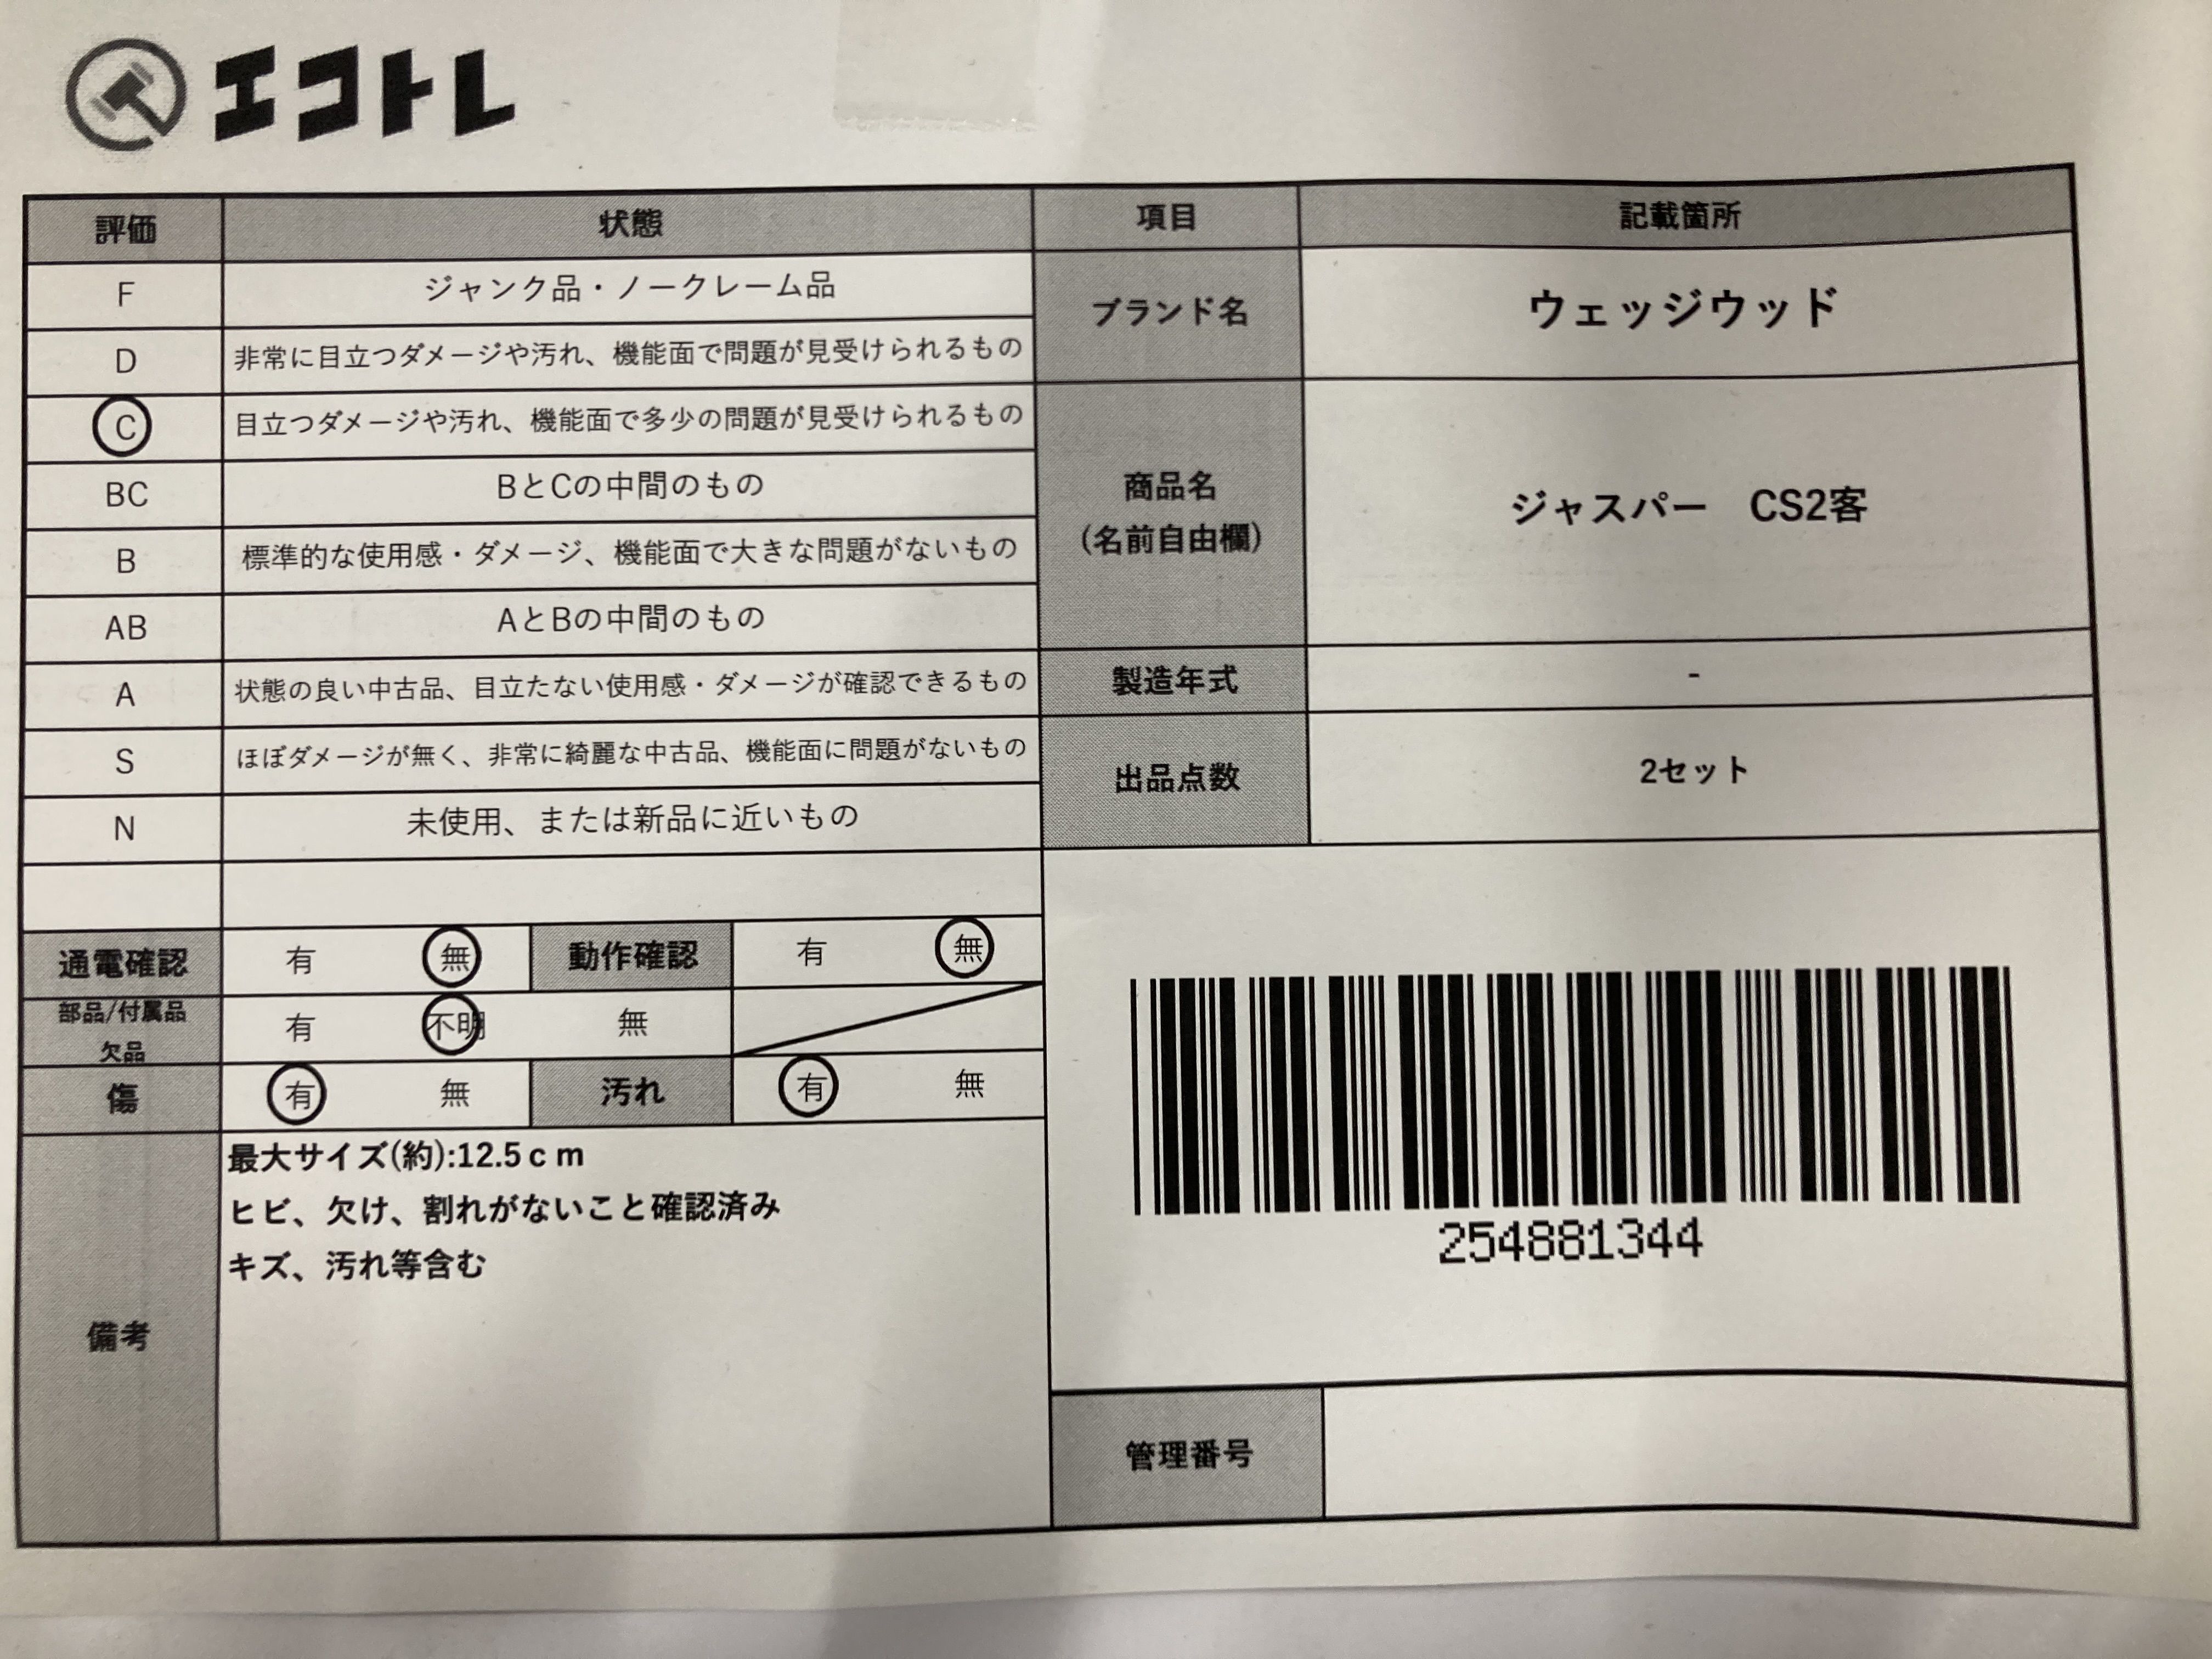 エコトレ
評価 状態 項目 記載箇所
F ジャンク品・ノークレーム品
D 非常に目立つダメージや汚れ、機能面で問題が見受けられるもの
C 目立つダメージや汚れ、機能面で多少の問題が見受けられるもの
BC BとCの中間のもの
B 標準的な使用感・ダメージ、機能面で大きな問題がないもの
AB AとBの中間のもの
A 状態の良い中古品、目立たない使用感・ダメージが確認できるもの
S ほぼダメージが無く、非常に綺麗な中古品、機能面に問題がないもの
N 未使用、または新品に近いもの
ブランド名 ウェッジウッド
商品名
(名前自由欄)
ジャスパー　CS2客
製造年式 -
出品点数 2セット
通電確認 有 無 動作確認 有 無
部品/付属品
欠品
有 不明 無
傷 有 無 汚れ 有 無
備考
最大サイズ(約):12.5ｃｍ
ヒビ、欠け、割れがないこと確認済み
キズ、汚れ等含む
254881344
管理番号